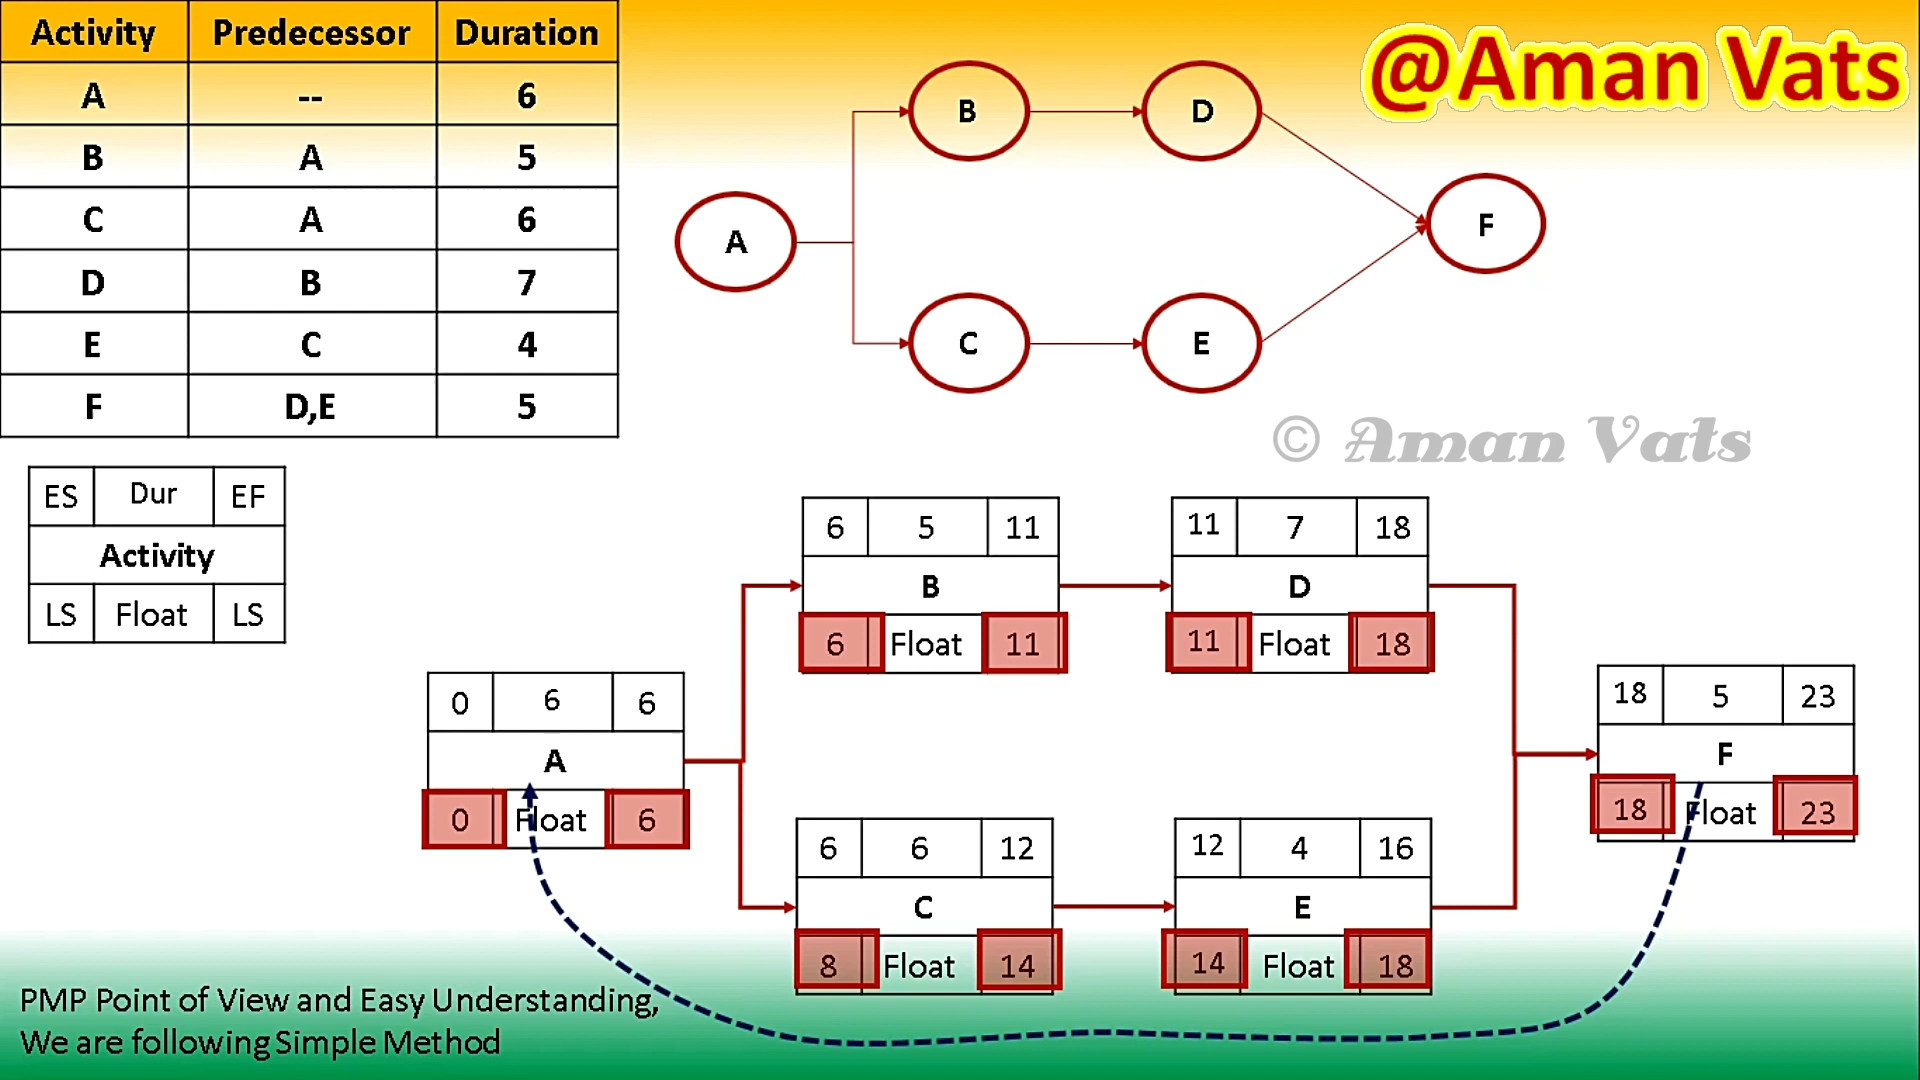 Activity Predecessor Duration
A -- 6
B A 5
C A 6
D B 7
E C 4
F D,E 5
@Aman Vats
B
D
A
F
C
E
© Aman Vats
ES Dur EF
Activity
LS Float LS
6 5 11
B
6 Float 11
11 7 18
D
11 Float 18
0 6 6
A
0 Float 6
18 5 23
F
18 Float 23
6 6 12
C
8 Float 14
12 4 16
E
14 Float 18
PMP Point of View and Easy Understanding,
We are following Simple Method